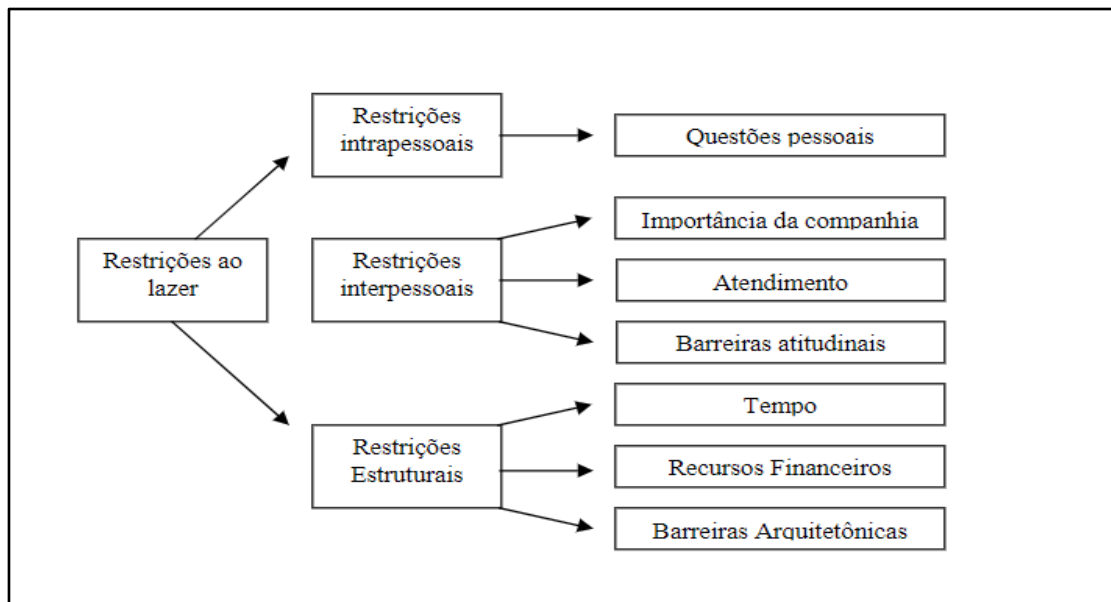 Restrições ao
lazer
Restrições
intrapessoais
Questões pessoais
Restrições
interpessoais
Importância da companhia
Atendimento
Barreiras atitudinais
Restrições
Estruturais
Tempo
Recursos Financeiros
Barreiras Arquitetônicas